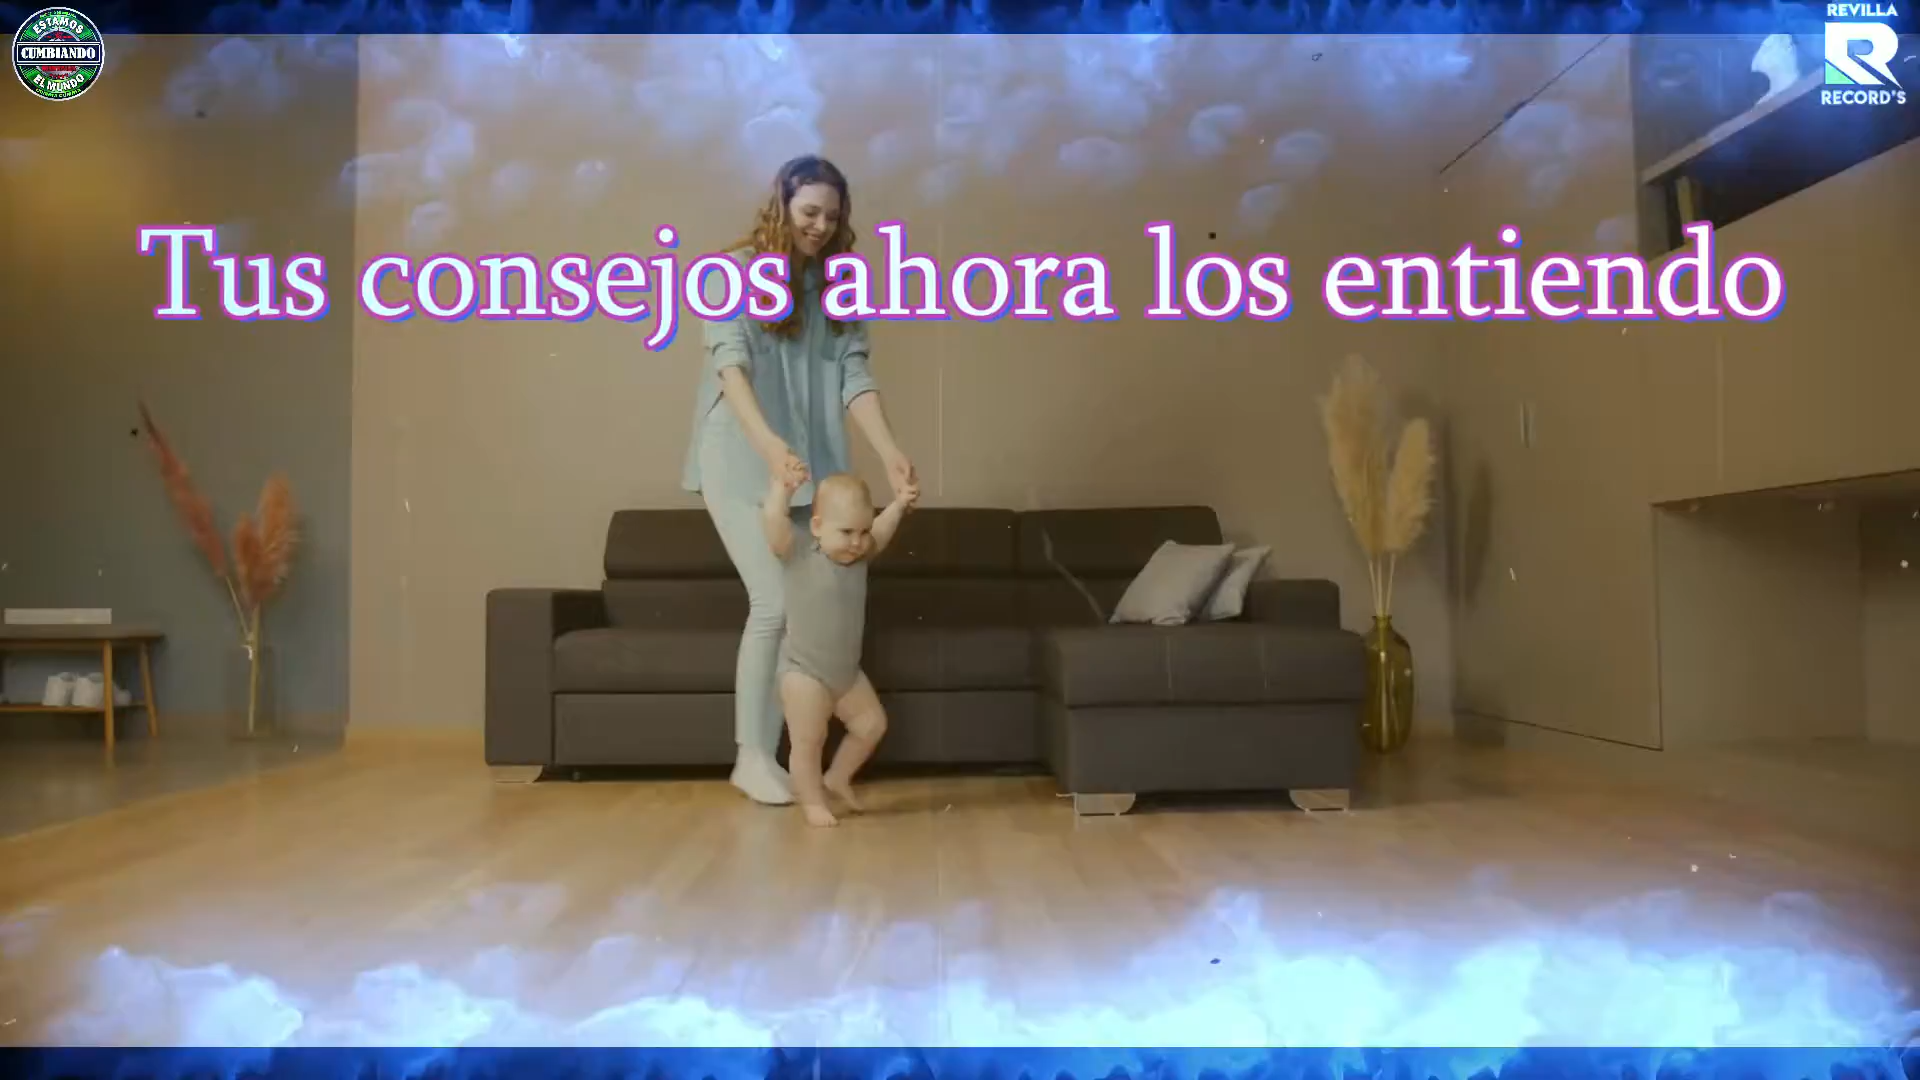 ESTAMOS
CUMBIANDO
EL MUNDO
REVILLA
R
RECORD'S
Tus consejos ahora los entiendo